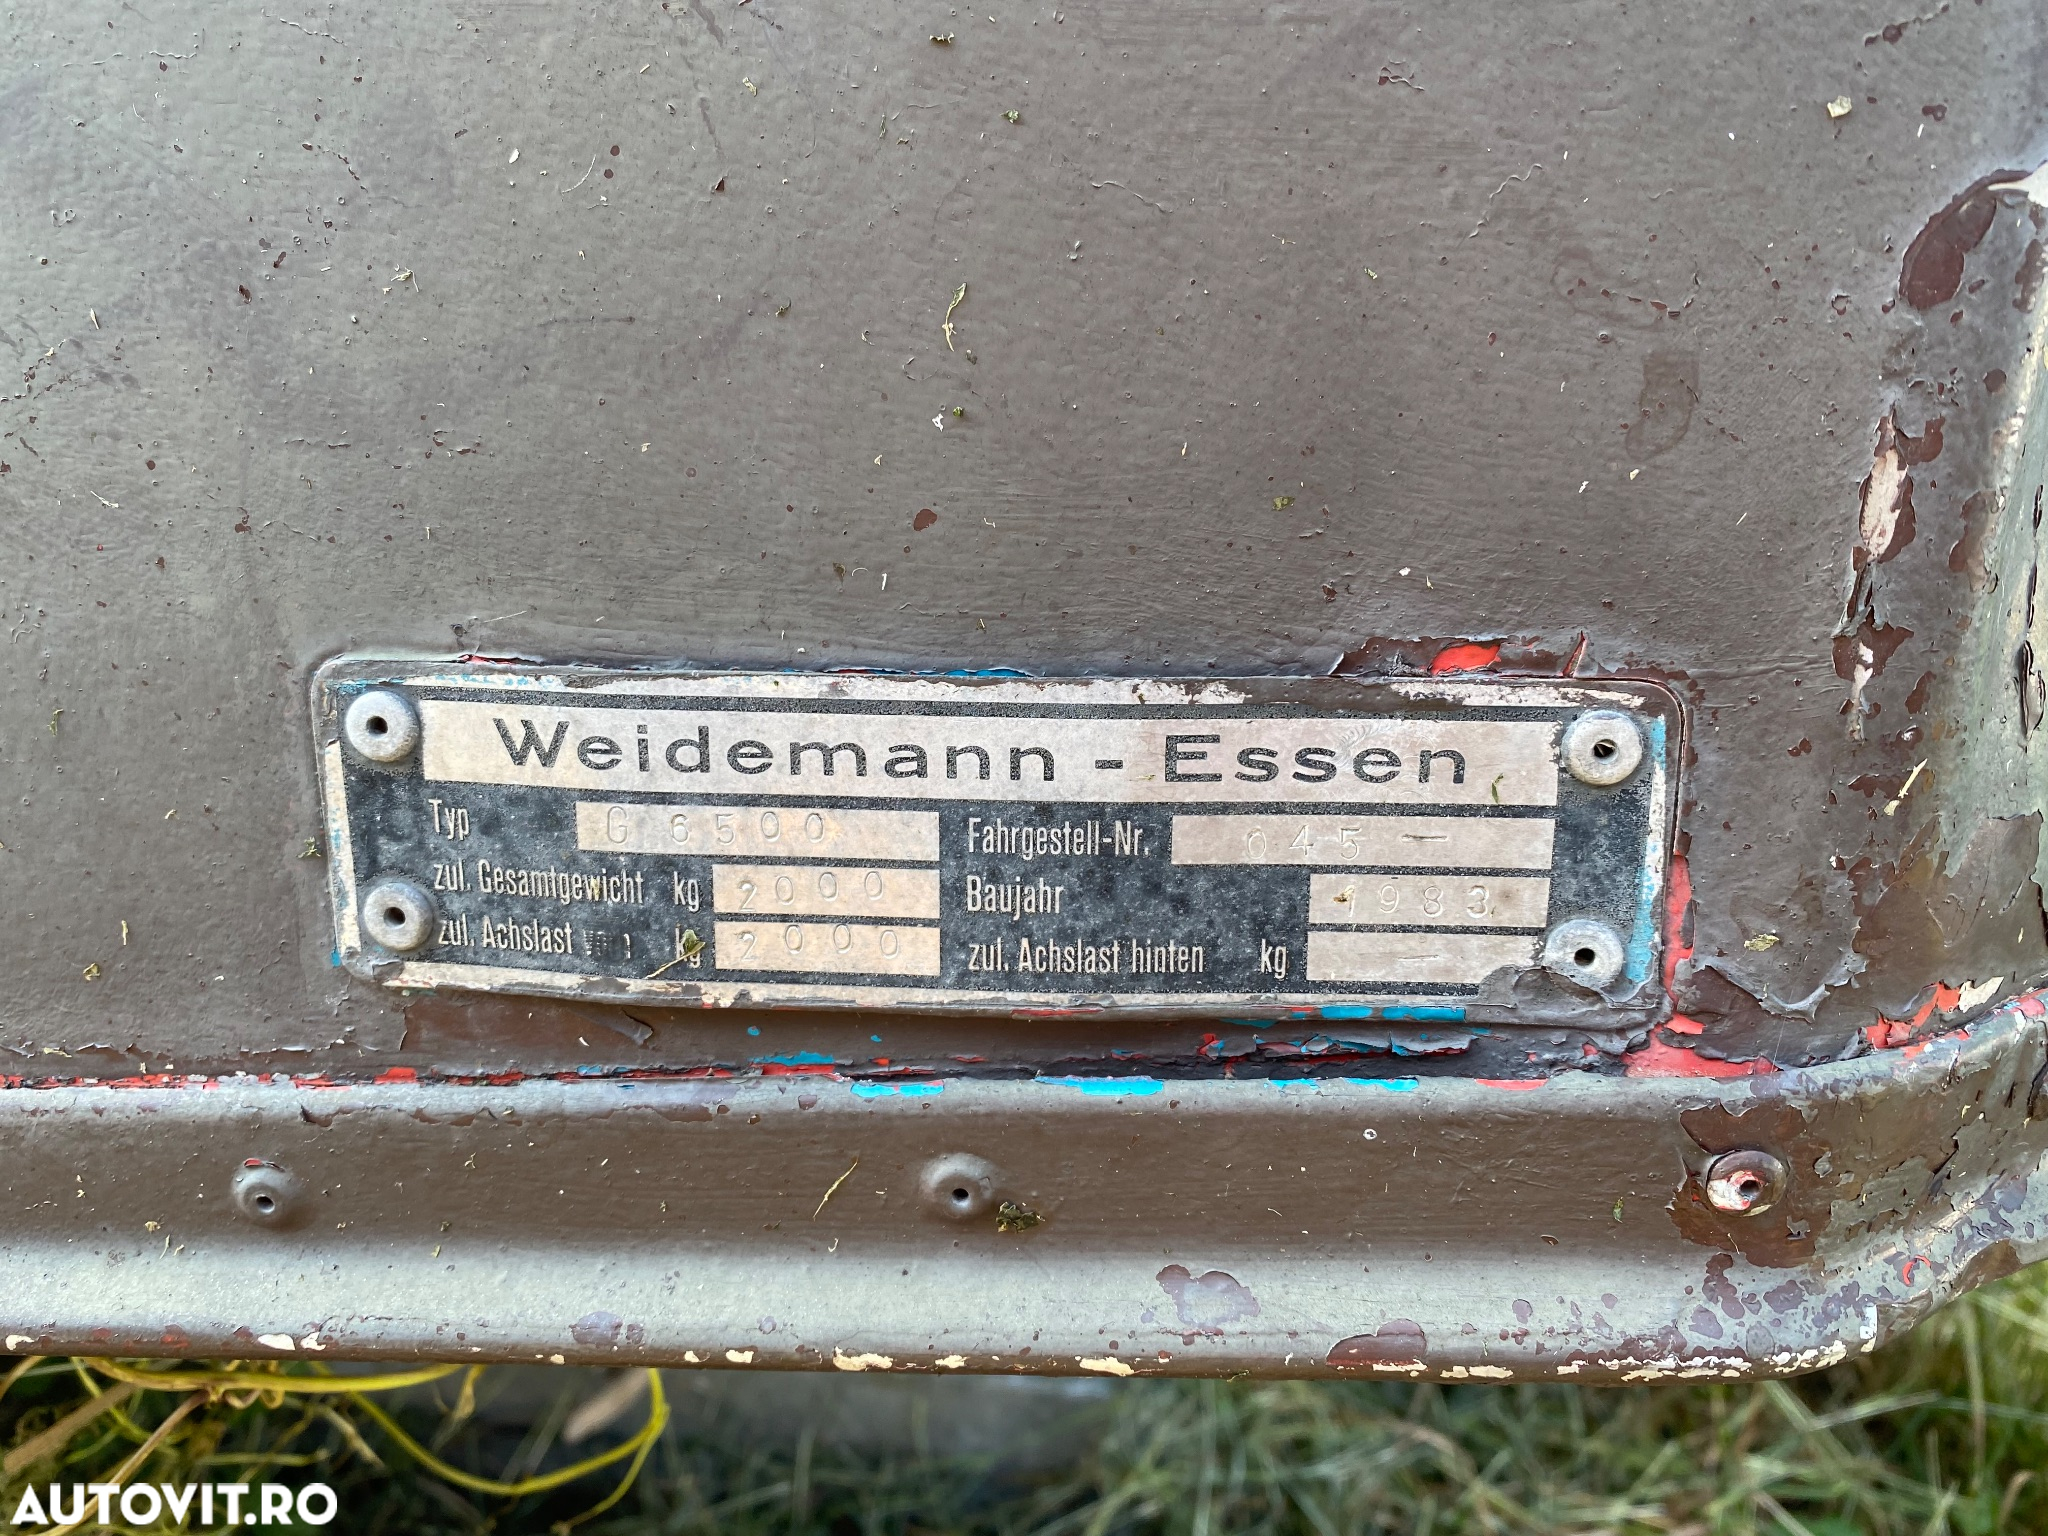 Weidemann - Essen
Typ G 6500 Fahrgestell-Nr. 045 —
zul. Gesamtgewicht kg 2000 Baujahr 1983
zul. Achslast kg 2000 zul. Achslast hinten kg —
AUTOVIT.RO